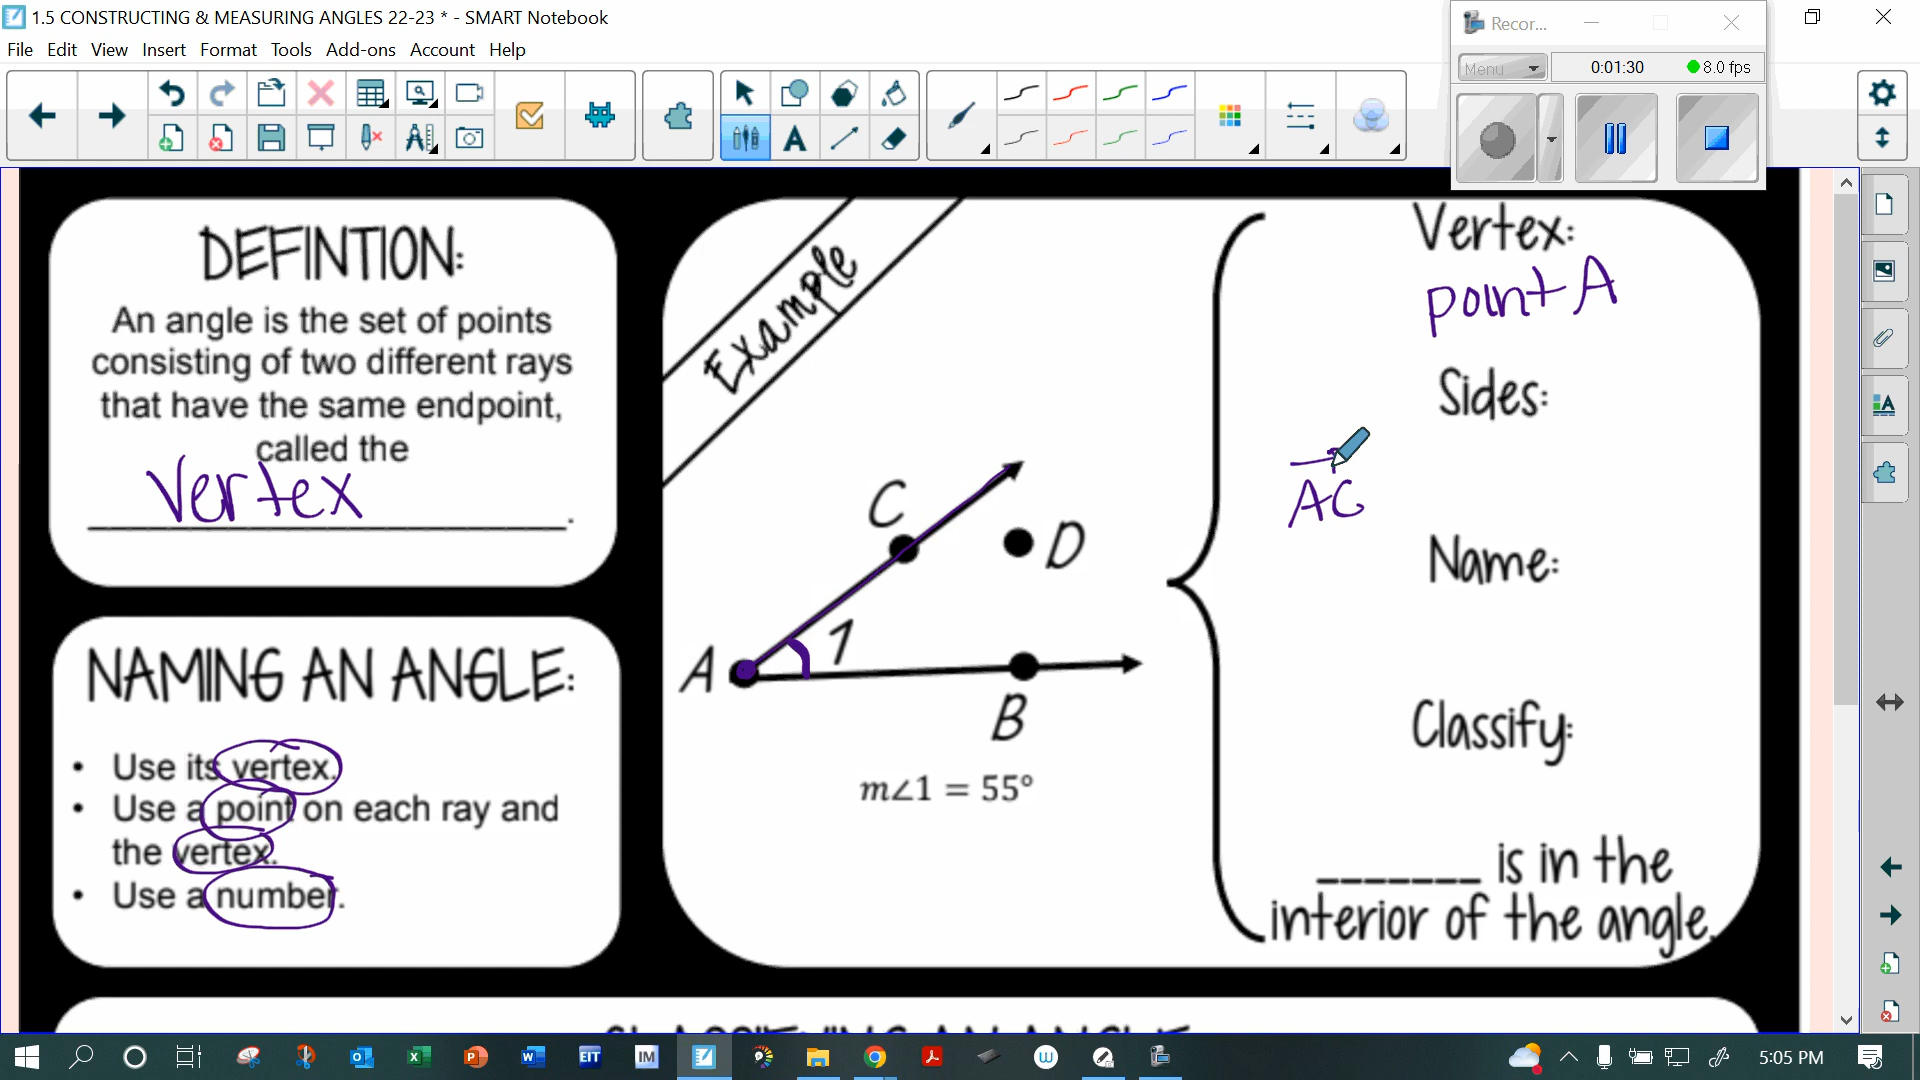 1.5 CONSTRUCTING & MEASURING ANGLES 22-23 * - SMART Notebook
File Edit View Insert Format Tools Add-ons Account Help
Recor...
Menu
0:01:30
8.0 fps
DEFINTION:
An angle is the set of points
consisting of two different rays
that have the same endpoint,
called the
Vertex
____________________.
NAMING AN ANGLE:
• Use its vertex.
• Use a point on each ray and
the vertex.
• Use a number.
Example
C
D
A
1
B
m∠1 = 55°
Vertex:
point A
Sides:
AC
Name:
Classify:
_______ is in the
interior of the angle.
5:05 PM